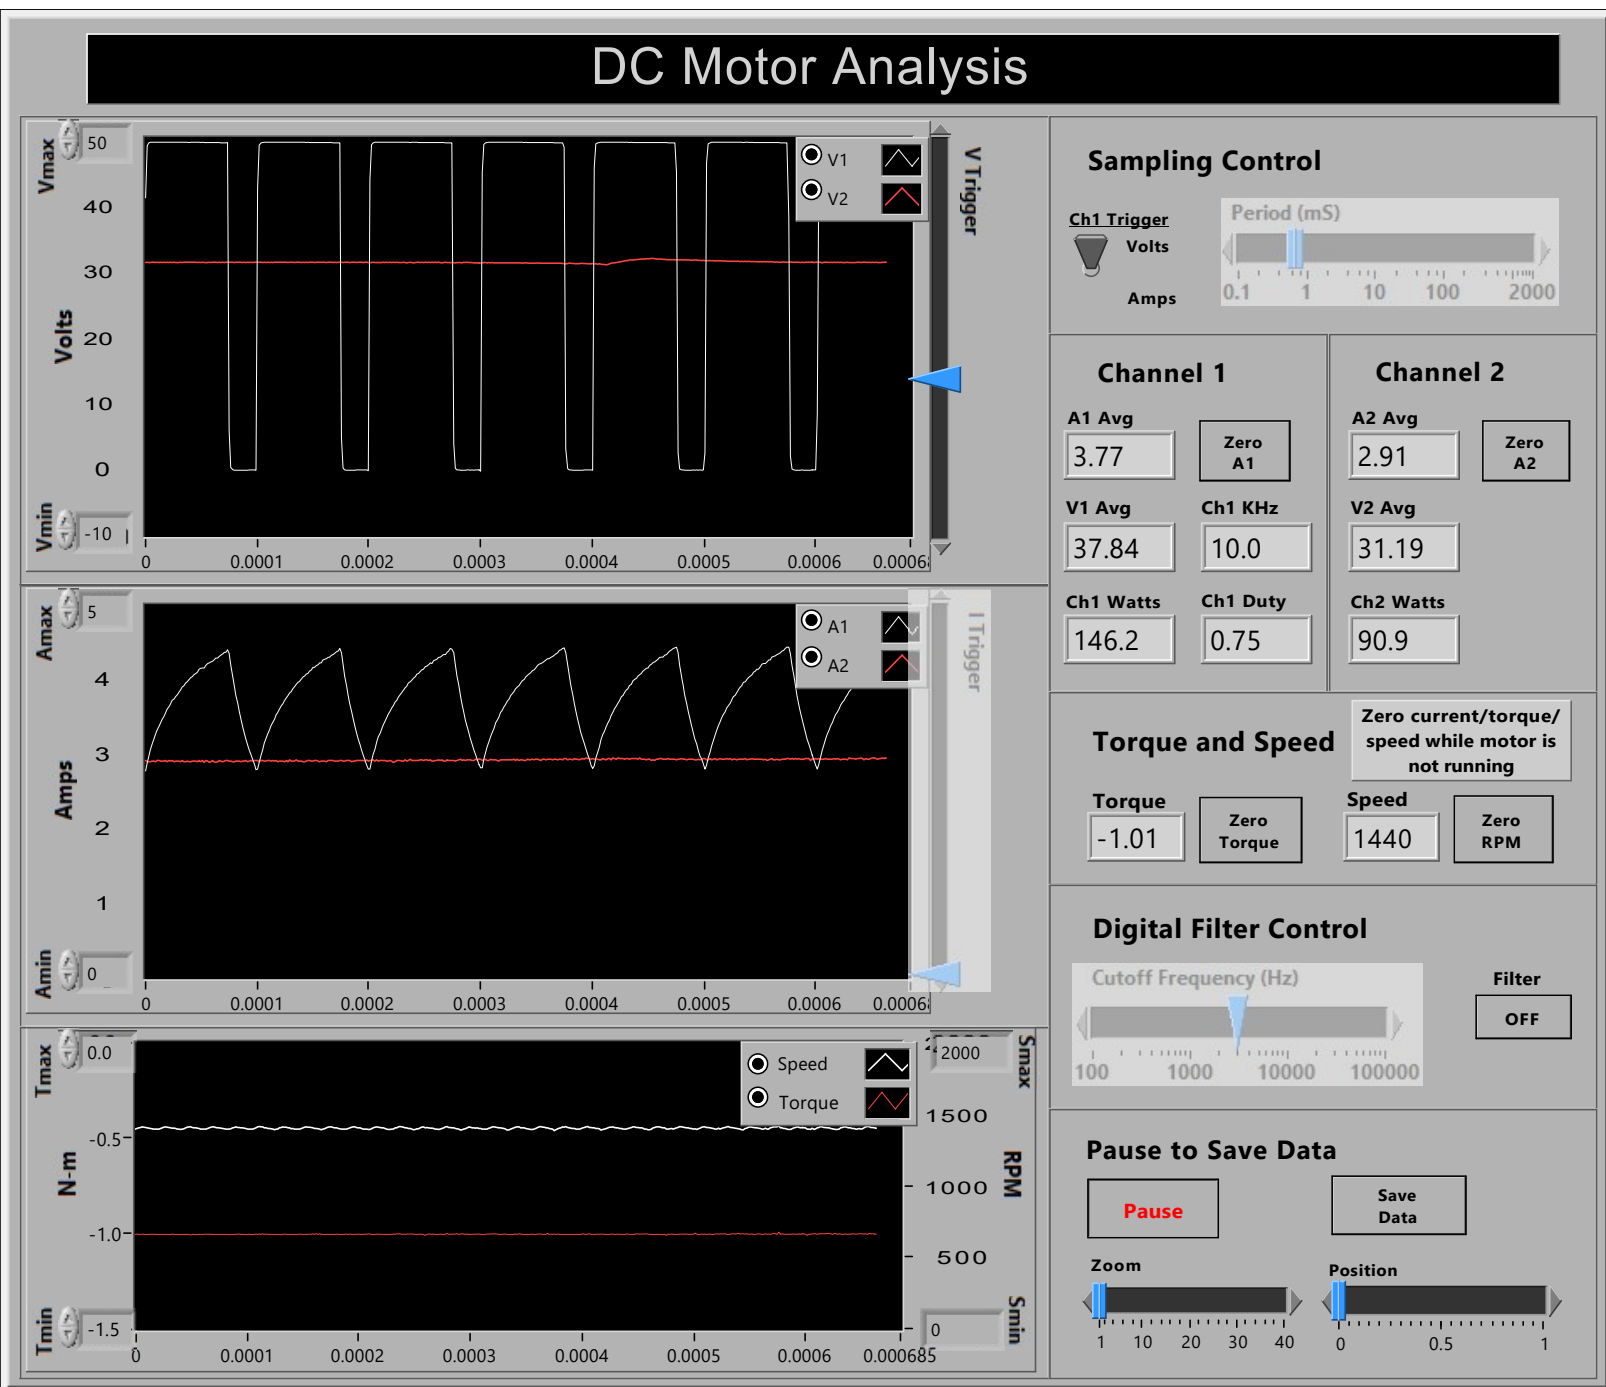 DC Motor Analysis
Vmax
50
40
30
20
10
0
Vmin
-10
Volts
V1
V2
V Trigger
0
0.0001
0.0002
0.0003
0.0004
0.0005
0.0006
Amax
5
4
3
2
1
Amin
0
Amps
A1
A2
I Trigger
0
0.0001
0.0002
0.0003
0.0004
0.0005
0.0006
Tmax
0.0
-0.5
-1.0
Tmin
-1.5
N-m
Speed
Torque
2000
Smax
1500
1000
500
0
Smin
RPM
0
0.0001
0.0002
0.0003
0.0004
0.0005
0.0006
0.000685
Sampling Control
Ch1 Trigger
Volts
Amps
Period (mS)
0.1
1
10
100
2000
Channel 1
A1 Avg
3.77
Zero
A1
V1 Avg
37.84
Ch1 KHz
10.0
Ch1 Watts
146.2
Ch1 Duty
0.75
Channel 2
A2 Avg
2.91
Zero
A2
V2 Avg
31.19
Ch2 Watts
90.9
Torque and Speed
Zero current/torque/
speed while motor is
not running
Torque
-1.01
Zero
Torque
Speed
1440
Zero
RPM
Digital Filter Control
Cutoff Frequency (Hz)
100
1000
10000
100000
Filter
OFF
Pause to Save Data
Pause
Save
Data
Zoom
1
10
20
30
40
Position
0
0.5
1